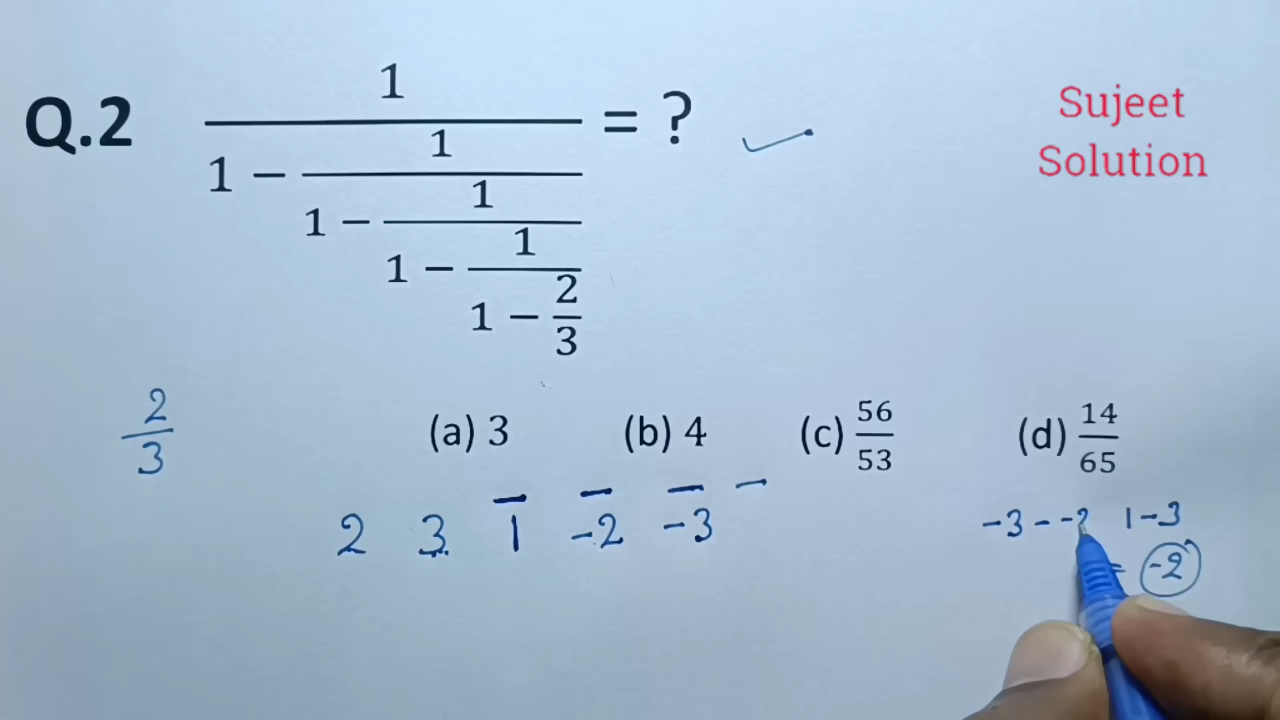 Q.2
1
1 − 1
1 − 1
1 − 1
1 − 2
3
= ?
Sujeet
Solution
2
3
(a) 3 (b) 4 (c) 56/53 (d) 14/65
2 3 1 -2 -3
-3 - -2 1-3
= -2